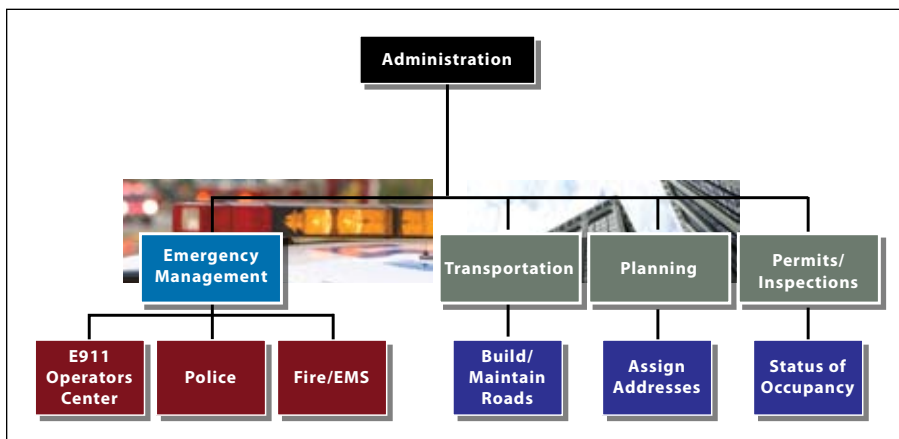 Administration
Emergency
Management
Transportation
Planning
Permits/
Inspections
E911
Operators
Center
Police
Fire/EMS
Build/
Maintain
Roads
Assign
Addresses
Status of
Occupancy